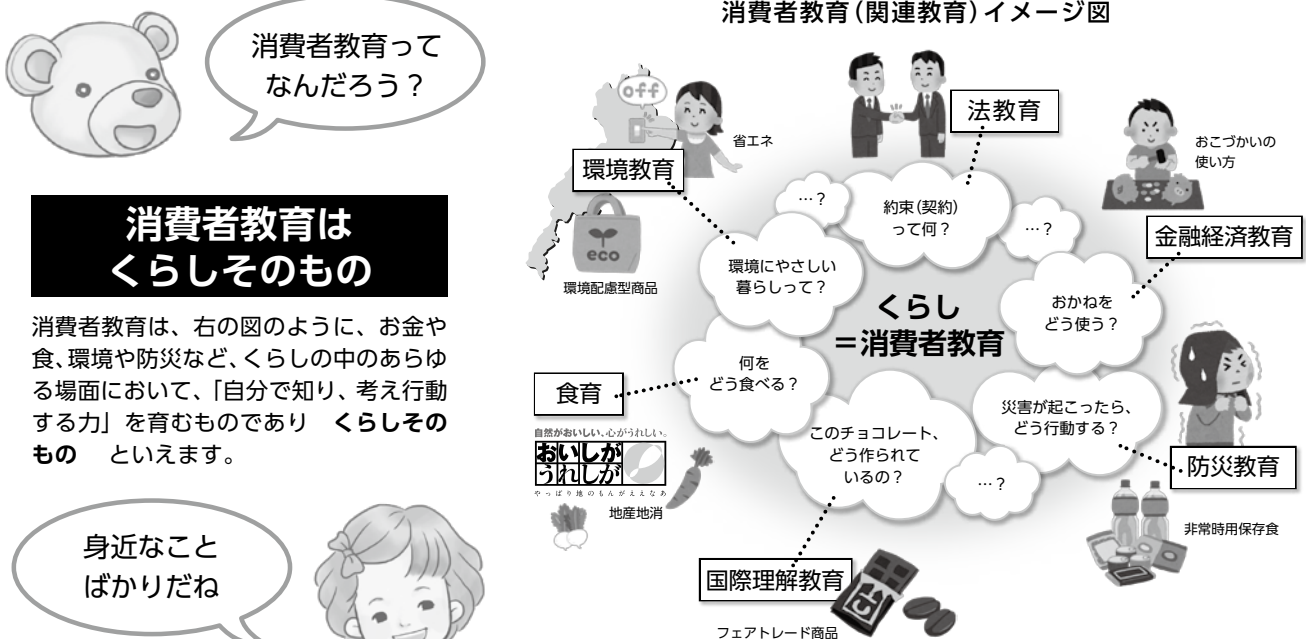 消費者教育って
なんだろう？
消費者教育は
くらしそのもの
消費者教育は、右の図のように、お金や
食、環境や防災など、くらしの中のあらゆ
る場面において、「自分で知り、考え行動
する力」を育むものであり　くらしその
もの　といえます。
身近なこと
ばかりだね
消費者教育(関連教育)イメージ図
off
省エネ
環境教育
eco
環境配慮型商品
法教育
おこづかいの
使い方
金融経済教育
…？
約束(契約)
って何？
…？
環境にやさしい
暮らしって？
おかねを
どう使う？
くらし
＝消費者教育
何を
どう食べる？
災害が起こったら、
どう行動する？
このチョコレート、
どう作られて
いるの？
…？
食育
自然がおいしい、心がうれしい。
おいしが
うれしが
やっぱり地のもんがええなあ
地産地消
防災教育
非常時用保存食
国際理解教育
フェアトレード商品